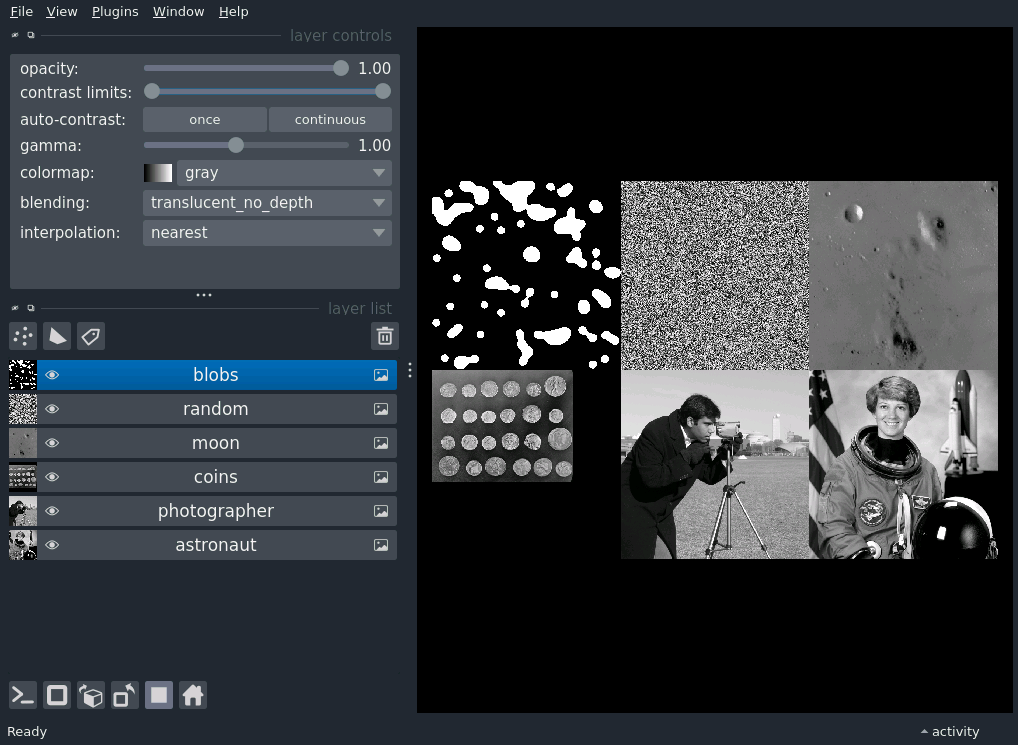 File View Plugins Window Help
layer controls
opacity: 1.00
contrast limits:
auto-contrast: once continuous
gamma: 1.00
colormap: gray
blending: translucent_no_depth
interpolation: nearest
layer list
blobs
random
moon
coins
photographer
astronaut
Ready
activity